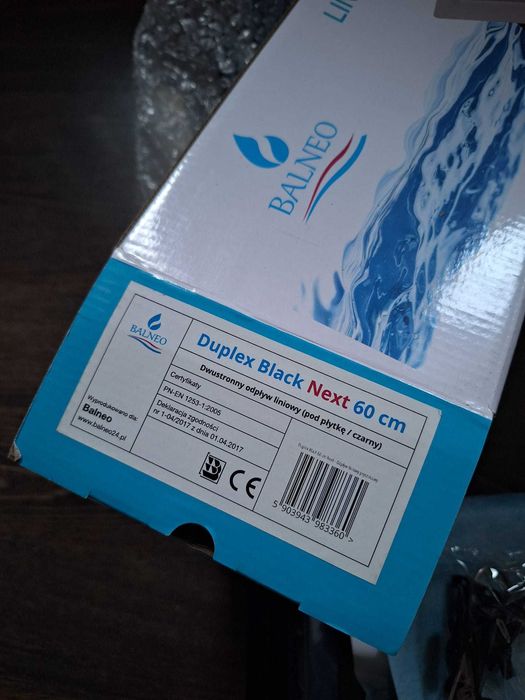 LI
BALNEO
BALNEO
Duplex Black Next 60 cm
Dwustronny odpływ liniowy (pod płytkę / czarny)
Certyfikaty
PN-EN 1253-1:2005
Deklaracja zgodności
nr 1-04/2017 z dnia 01.04.2017
Wyprodukowano dla:
Balneo
www.balneo24.pl
CE
5 903943 983360 >